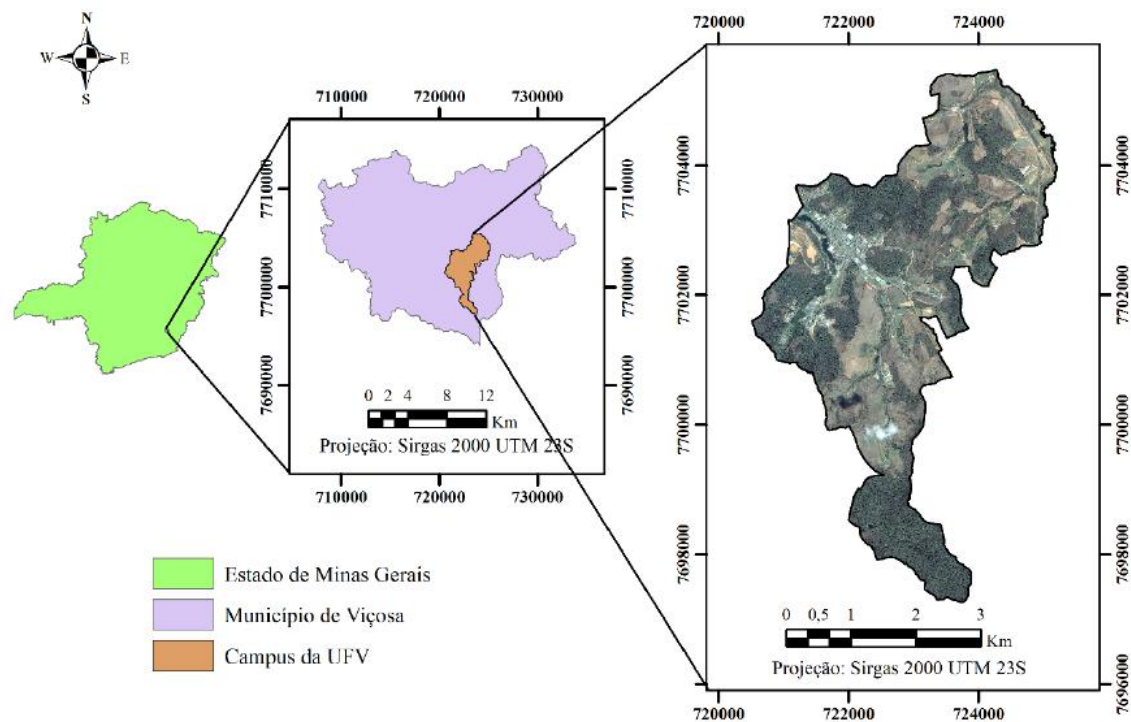 N
W E
S
710000 720000 730000
7710000
7700000
7690000
7710000
7700000
7690000
0 2 4 8 12
Km
Projeção: Sirgas 2000 UTM 23S
710000 720000 730000
720000 722000 724000
7704000
7702000
7700000
7698000
7696000
7704000
7702000
7700000
7698000
7696000
0 0,5 1 2 3
Km
Projeção: Sirgas 2000 UTM 23S
720000 722000 724000
Estado de Minas Gerais
Município de Viçosa
Campus da UFV